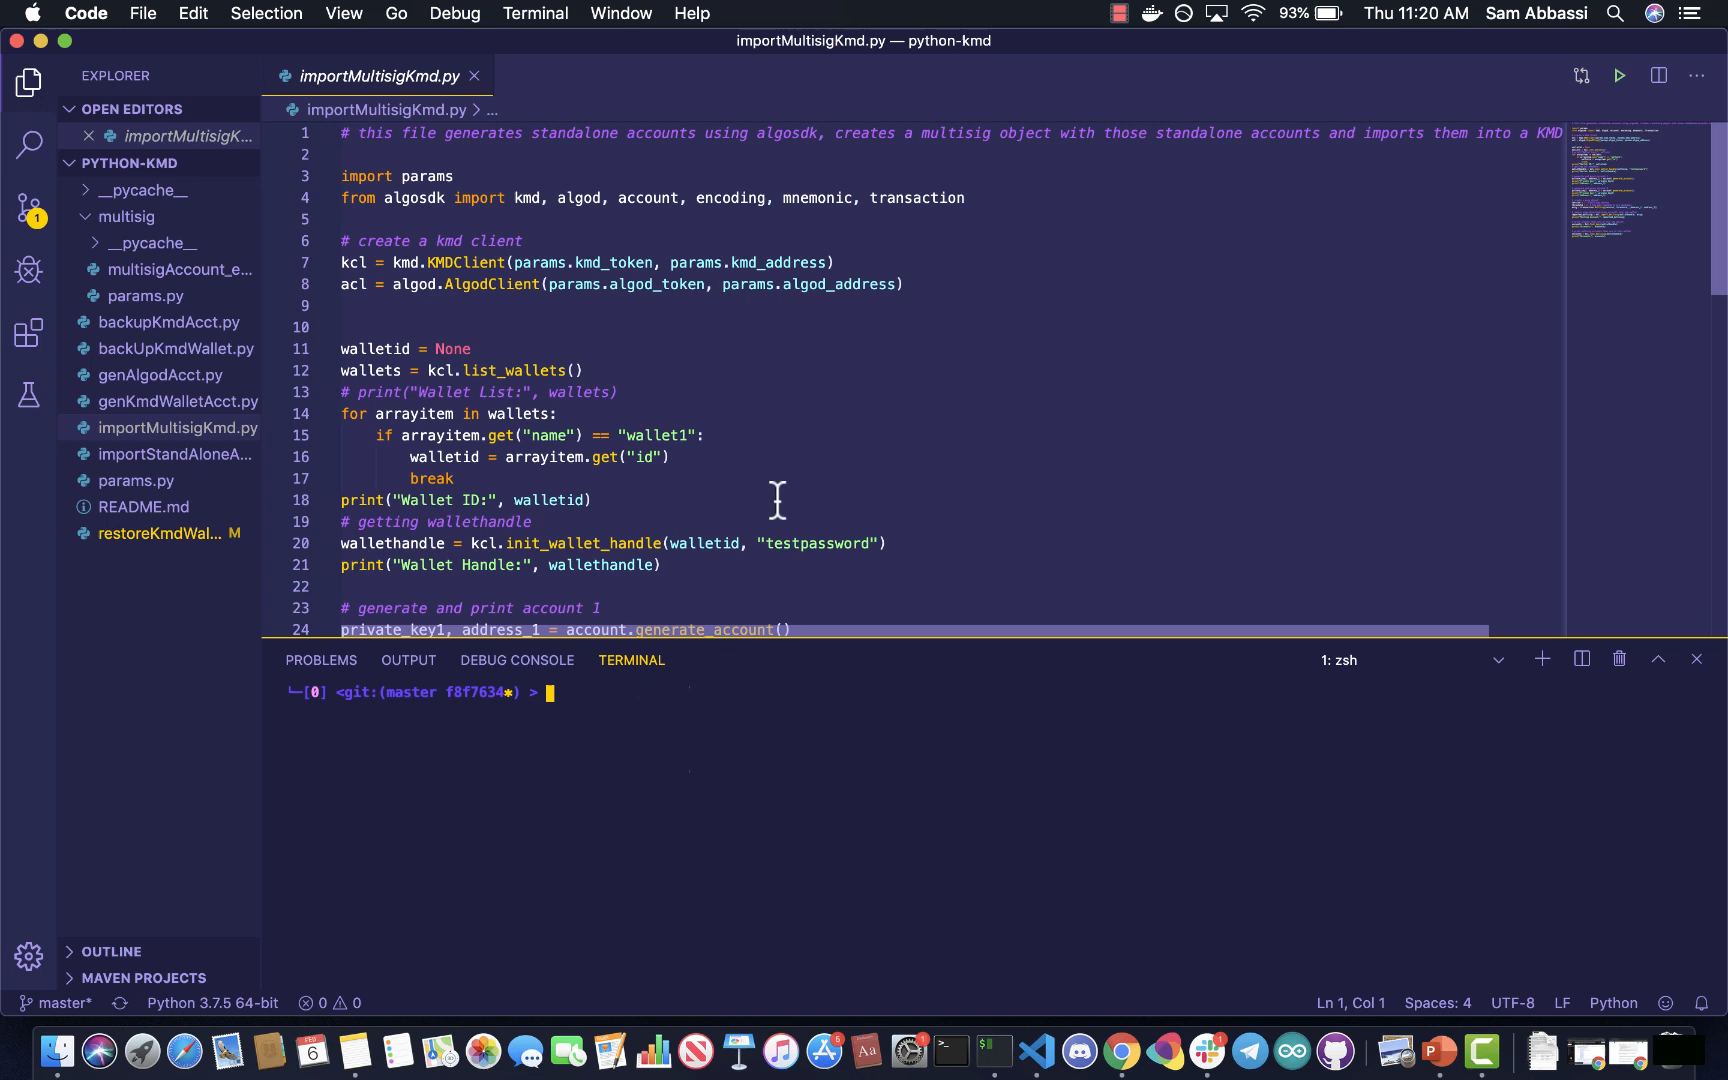 Code File Edit Selection View Go Debug Terminal Window Help 93% Thu 11:20 AM Sam Abbassi
importMultisigKmd.py — python-kmd
EXPLORER
OPEN EDITORS
importMultisigK...
PYTHON-KMD
__pycache__
multisig
__pycache__
multisigAccount_e...
params.py
backupKmdAcct.py
backUpKmdWallet.py
genAlgodAcct.py
genKmdWalletAcct.py
importMultisigKmd.py
importStandAloneA...
params.py
README.md
restoreKmdWal... M
OUTLINE
MAVEN PROJECTS
1
importMultisigKmd.py
importMultisigKmd.py > ...
1 # this file generates standalone accounts using algosdk, creates a multisig object with those standalone accounts and imports them into a KMD
2
3 import params
4 from algosdk import kmd, algod, account, encoding, mnemonic, transaction
5
6 # create a kmd client
7 kcl = kmd.KMDClient(params.kmd_token, params.kmd_address)
8 acl = algod.AlgodClient(params.algod_token, params.algod_address)
9
10
11 walletid = None
12 wallets = kcl.list_wallets()
13 # print("Wallet List:", wallets)
14 for arrayitem in wallets:
15 if arrayitem.get("name") == "wallet1":
16 walletid = arrayitem.get("id")
17 break
18 print("Wallet ID:", walletid)
19 # getting wallethandle
20 wallethandle = kcl.init_wallet_handle(walletid, "testpassword")
21 print("Wallet Handle:", wallethandle)
22
23 # generate and print account 1
24 private_key1, address_1 = account.generate_account()
PROBLEMS OUTPUT DEBUG CONSOLE TERMINAL 1: zsh
└─[0] <git:(master f8f7634✱) >
master* Python 3.7.5 64-bit 0 0 Ln 1, Col 1 Spaces: 4 UTF-8 LF Python
FEB
6
5
Aa
1
1